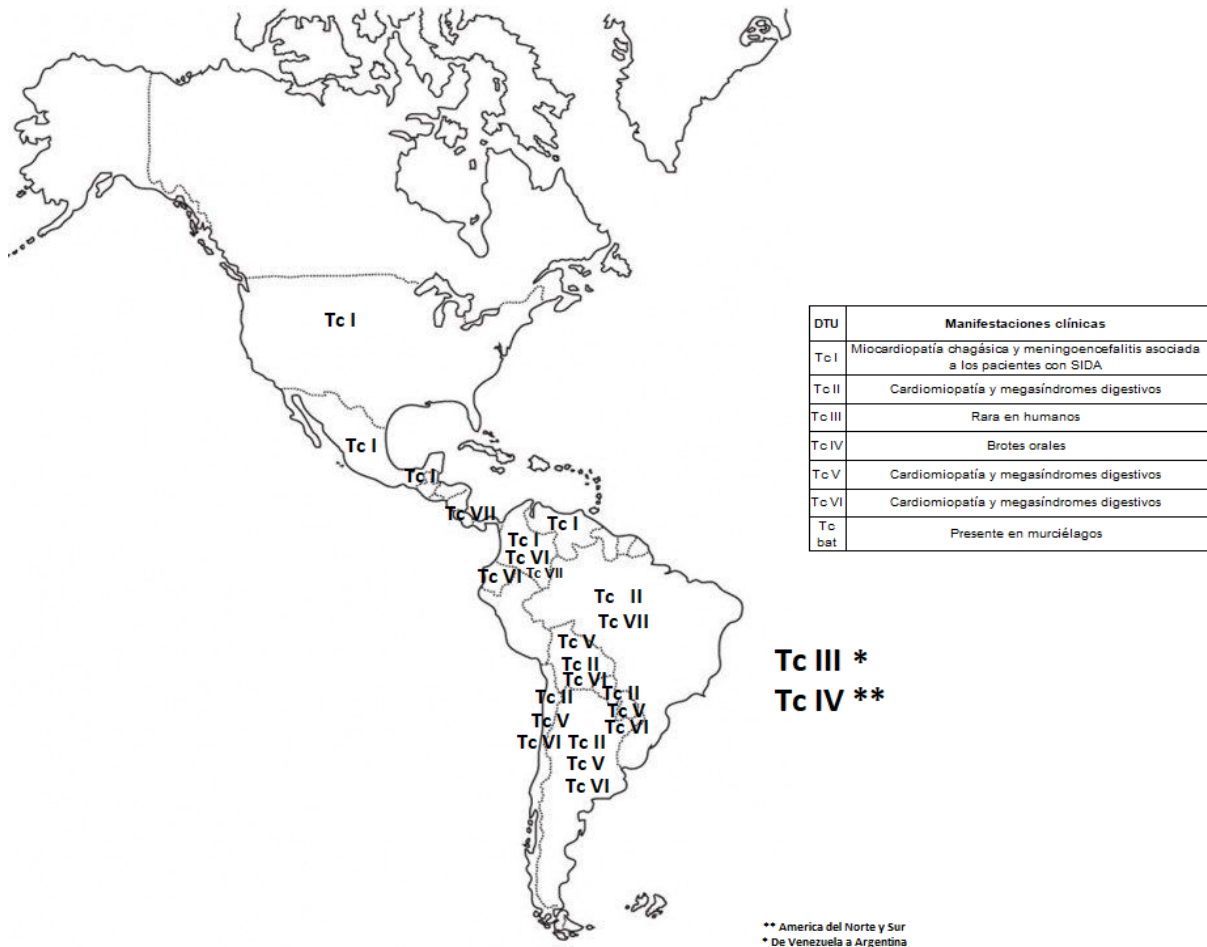 Tc I
Tc I
Tc I
Tc VII
Tc I
Tc I
Tc VI
Tc VI
Tc VII
Tc II
Tc VII
Tc V
Tc II
Tc VI
Tc II
Tc II
Tc V
Tc V
Tc VI
Tc VI
Tc II
Tc V
Tc VI
DTU Manifestaciones clínicas
Tc I Miocardiopatía chagásica y meningoencefalitis asociada
a los pacientes con SIDA
Tc II Cardiomiopatía y megasíndromes digestivos
Tc III Rara en humanos
Tc IV Brotes orales
Tc V Cardiomiopatía y megasíndromes digestivos
Tc VI Cardiomiopatía y megasíndromes digestivos
Tc
bat Presente en murciélagos
Tc III *
Tc IV **
** America del Norte y Sur
* De Venezuela a Argentina